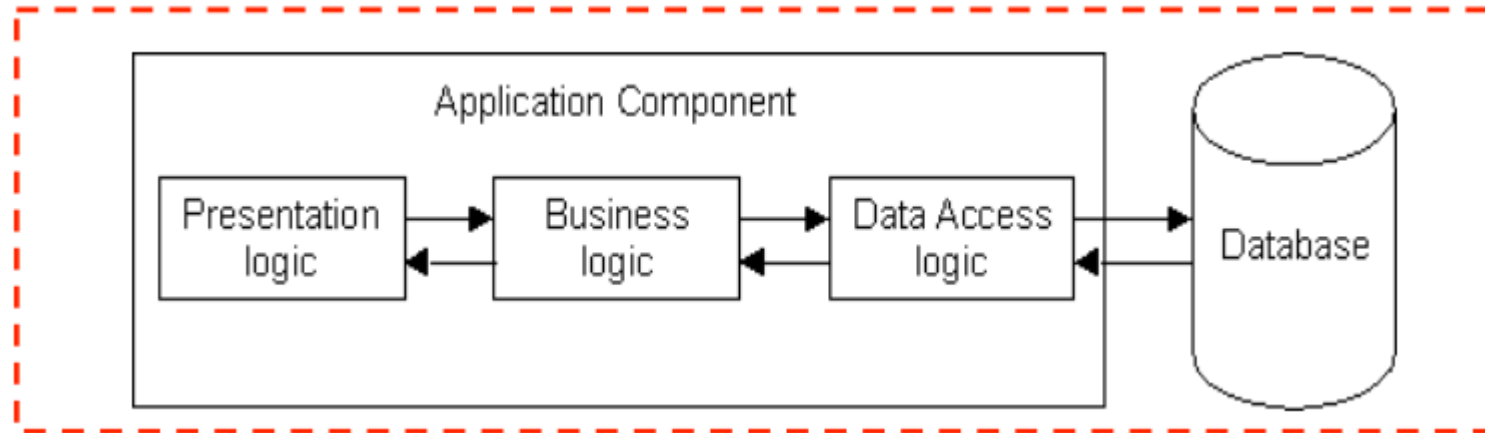 Application Component
Presentation
logic
Business
logic
Data Access
logic
Database